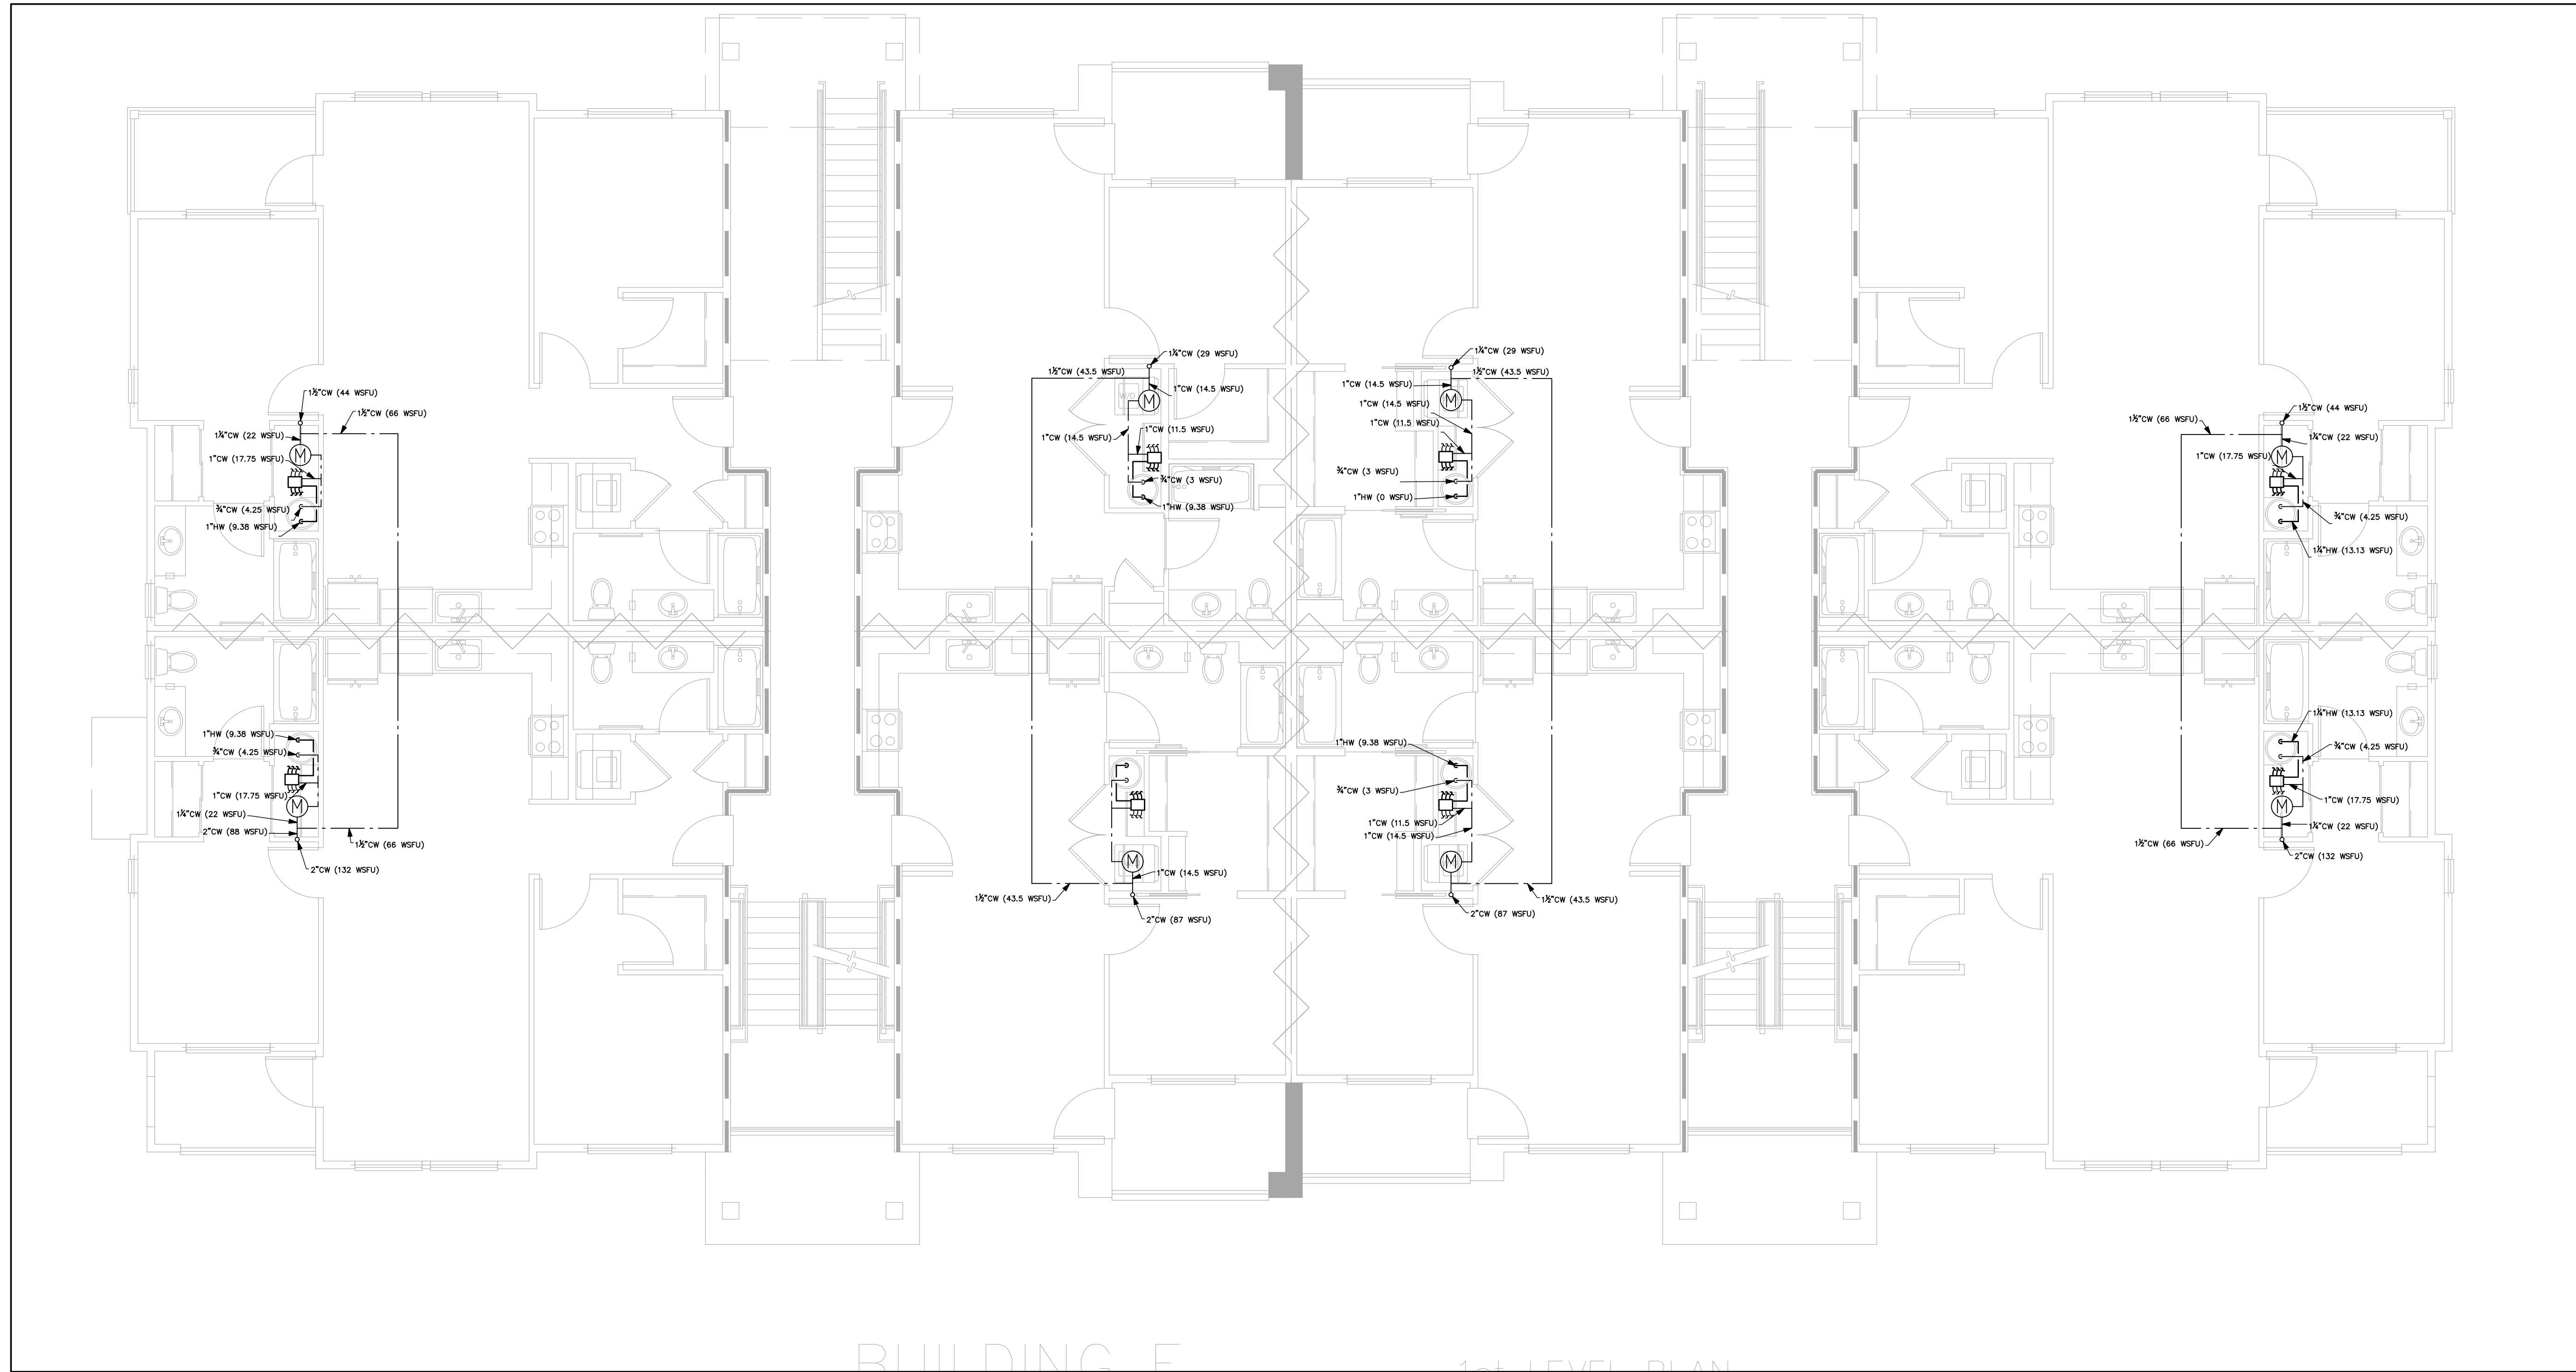 1¼"CW (29 WSFU)
1½"CW (43.5 WSFU)
1"CW (14.5 WSFU)
W/D
M
1"CW (11.5 WSFU)
1"CW (14.5 WSFU)
¾"CW (3 WSFU)
1"HW (9.38 WSFU)
1¼"CW (29 WSFU)
1½"CW (43.5 WSFU)
1"CW (14.5 WSFU)
M
1"CW (14.5 WSFU)
1"CW (11.5 WSFU)
¾"CW (3 WSFU)
1"HW (0 WSFU)
1½"CW (44 WSFU)
1½"CW (66 WSFU)
1¼"CW (22 WSFU)
M
1"CW (17.75 WSFU)
¾"CW (4.25 WSFU)
1"HW (9.38 WSFU)
1½"CW (44 WSFU)
1½"CW (66 WSFU)
1¼"CW (22 WSFU)
M
1"CW (17.75 WSFU)
¾"CW (4.25 WSFU)
1¼"HW (13.13 WSFU)
1"HW (9.38 WSFU)
¾"CW (4.25 WSFU)
1"CW (17.75 WSFU)
M
1¼"CW (22 WSFU)
2"CW (88 WSFU)
1½"CW (66 WSFU)
2"CW (132 WSFU)
M
1"CW (14.5 WSFU)
1½"CW (43.5 WSFU)
2"CW (87 WSFU)
1"HW (9.38 WSFU)
¾"CW (3 WSFU)
1"CW (11.5 WSFU)
1"CW (14.5 WSFU)
M
1½"CW (43.5 WSFU)
2"CW (87 WSFU)
1¼"HW (13.13 WSFU)
¾"CW (4.25 WSFU)
1"CW (17.75 WSFU)
M
1¼"CW (22 WSFU)
1½"CW (66 WSFU)
2"CW (132 WSFU)
BUILDING
1st LEVEL PLAN